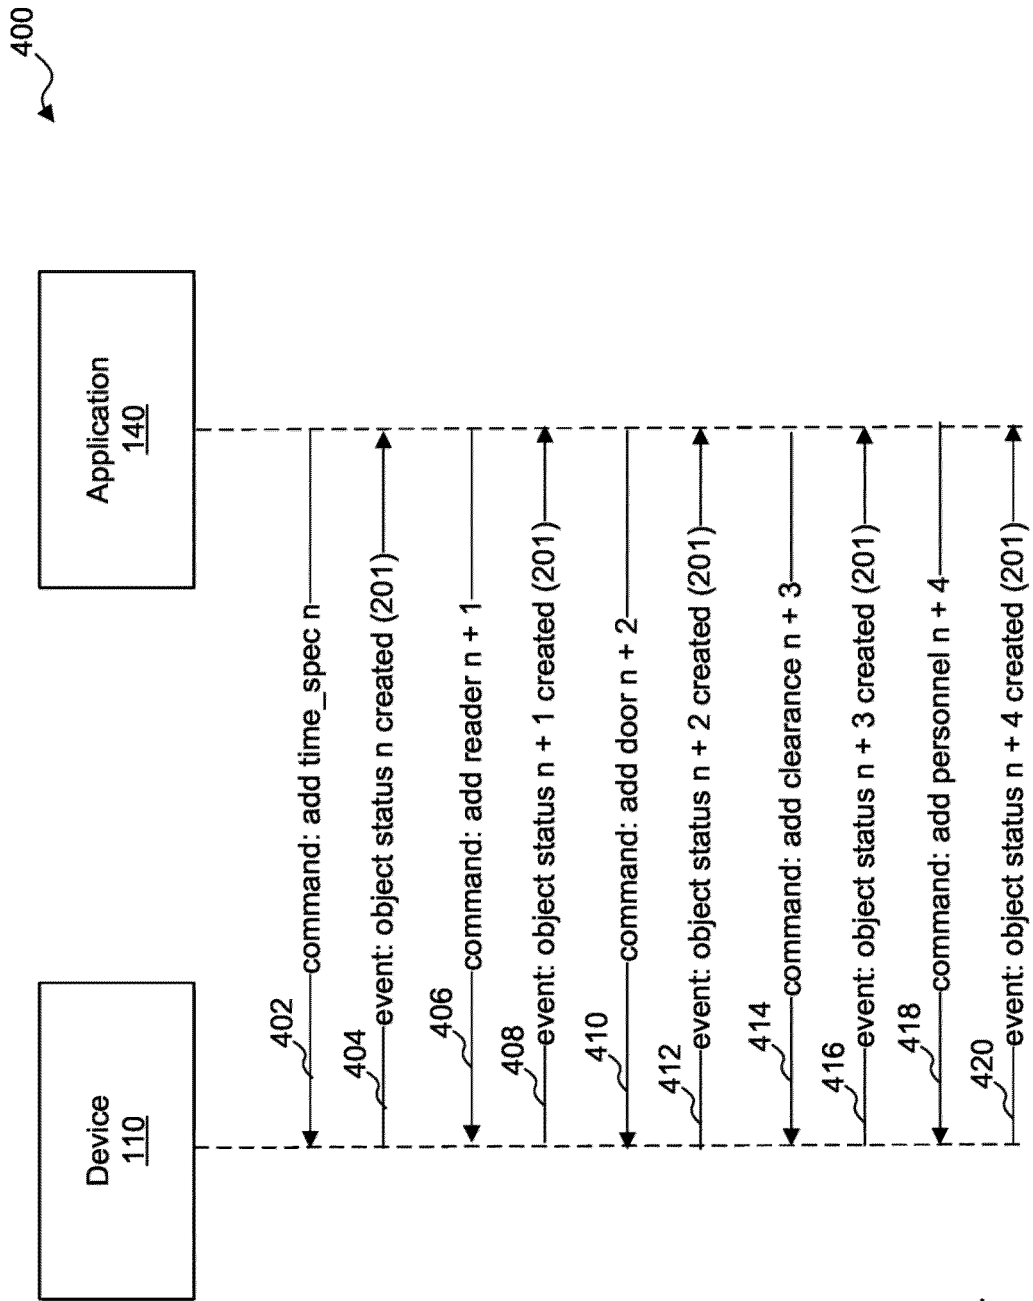 400
Device
110
Application
140
402
command: add time_spec n
404
event: object status n created (201)
406
command: add reader n + 1
408
event: object status n + 1 created (201)
410
command: add door n + 2
412
event: object status n + 2 created (201)
414
command: add clearance n + 3
416
event: object status n + 3 created (201)
418
command: add personnel n + 4
420
event: object status n + 4 created (201)